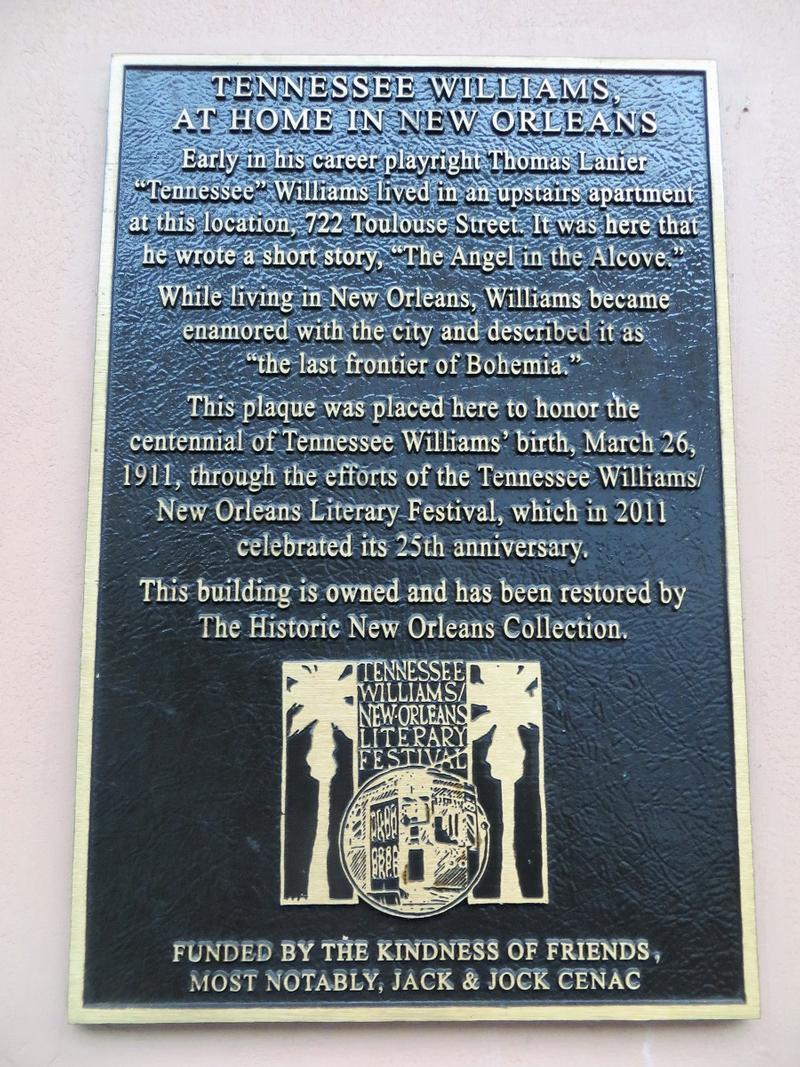 TENNESSEE WILLIAMS,
AT HOME IN NEW ORLEANS
Early in his career playright Thomas Lanier
“Tennessee” Williams lived in an upstairs apartment
at this location, 722 Toulouse Street. It was here that
he wrote a short story, “The Angel in the Alcove.”
While living in New Orleans, Williams became
enamored with the city and described it as
“the last frontier of Bohemia.”
This plaque was placed here to honor the
centennial of Tennessee Williams’ birth, March 26,
1911, through the efforts of the Tennessee Williams/
New Orleans Literary Festival, which in 2011
celebrated its 25th anniversary.
This building is owned and has been restored by
The Historic New Orleans Collection.
TENNESSEE
WILLIAMS/
NEW·ORLEANS
LITERARY
FESTIVAL
FUNDED BY THE KINDNESS OF FRIENDS,
MOST NOTABLY, JACK & JOCK CENAC